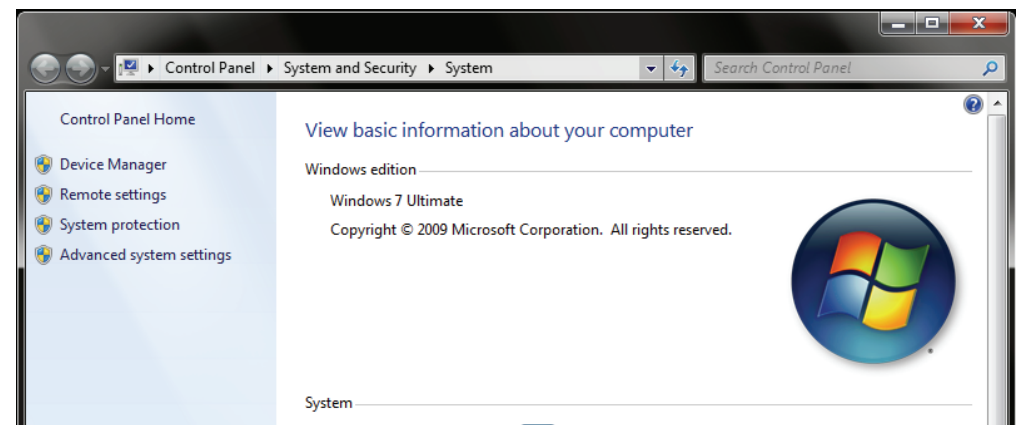 Control Panel System and Security System Search Control Panel
Control Panel Home
Device Manager
Remote settings
System protection
Advanced system settings
View basic information about your computer
Windows edition
Windows 7 Ultimate
Copyright © 2009 Microsoft Corporation. All rights reserved.
System